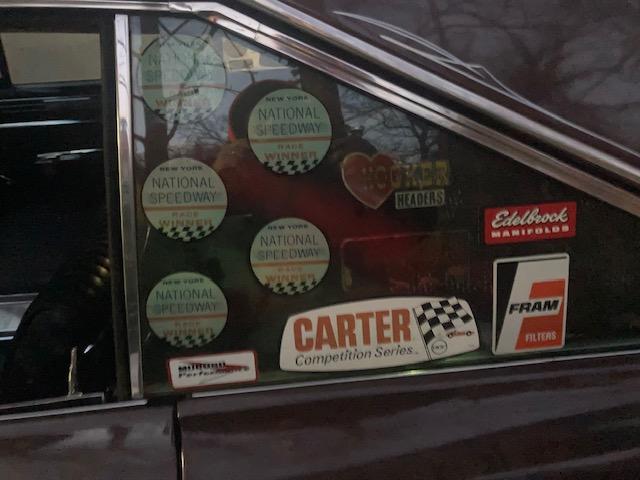 NEW YORK
NATIONAL
SPEEDWAY
RACE
WINNER
NATIONAL
SPEEDWAY
WINNER
NEW YORK
NATIONAL
SPEEDWAY
RACE
WINNER
NEW YORK
NATIONAL
SPEEDWAY
RACE
WINNER
NEW YORK
NATIONAL
SPEEDWAY
RACE
WINNER
HOOKER
HEADERS
Edelbrock
MANIFOLDS
CARTER
Competition Series
FRAM
FILTERS
Performance